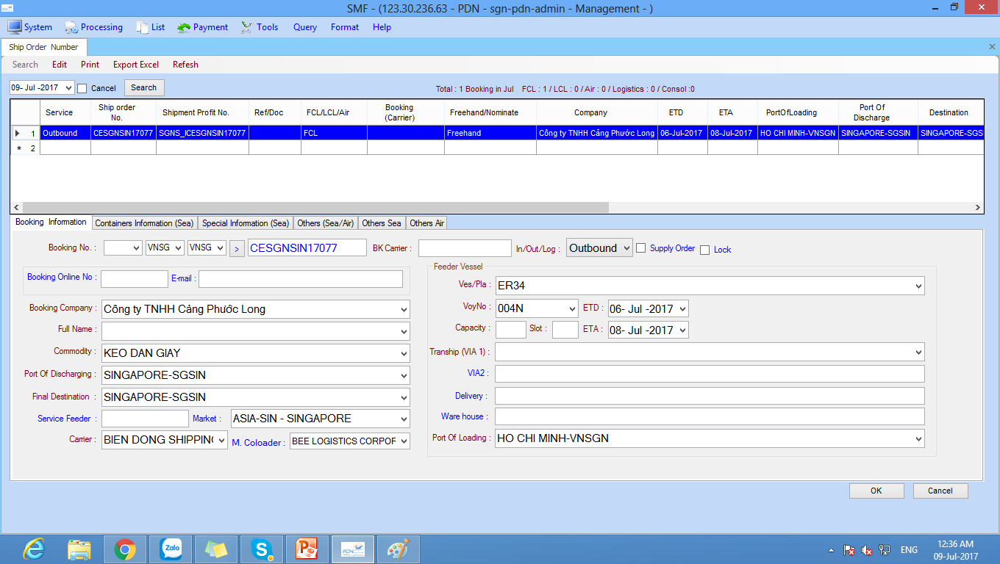 SMF - (123.30.236.63 - PDN - sgn-pdn-admin - Management - )
System Processing List Payment Tools Query Format Help
Ship Order Number
Search Edit Print Export Excel Refesh
09- Jul -2017 Cancel Search Total : 1 Booking in Jul FCL : 1 / LCL : 0 / Air : 0 / Logistics : 0 / Consol :0
Service Ship order No. Shipment Profit No. Ref/Doc FCL/LCL/Air Booking (Carrier) Freehand/Nominate Company ETD ETA PortOfLoading Port Of Discharge Destination
1 Outbound CESGNSIN17077 SGNS_ICESGNSIN17077 FCL Freehand Công ty TNHH Cảng Phước Long 06-Jul-2017 08-Jul-2017 HO CHI MINH-VNSGN SINGAPORE-SGSIN SINGAPORE-SGS
* 2
Booking Information Containers Information (Sea) Special Information (Sea) Others (Sea/Air) Others Sea Others Air
Booking No. : VNSG VNSG > CESGNSIN17077 BK Carrier : In/Out/Log : Outbound Supply Order Lock
Booking Online No : E-mail :
Booking Company : Công ty TNHH Cảng Phước Long
Full Name :
Commodity : KEO DAN GIAY
Port Of Discharging : SINGAPORE-SGSIN
Final Destination : SINGAPORE-SGSIN
Service Feeder : Market : ASIA-SIN - SINGAPORE
Carrier : BIEN DONG SHIPPING M. Coloader : BEE LOGISTICS CORPOF
Feeder Vessel
Ves/Pla : ER34
VoyNo : 004N ETD : 06- Jul -2017
Capacity : Slot : ETA : 08- Jul -2017
Tranship (VIA 1) :
VIA2 :
Delivery :
Ware house :
Port Of Loading : HO CHI MINH-VNSGN
OK Cancel
Zalo PDN ENG 12:36 AM
09-Jul-2017